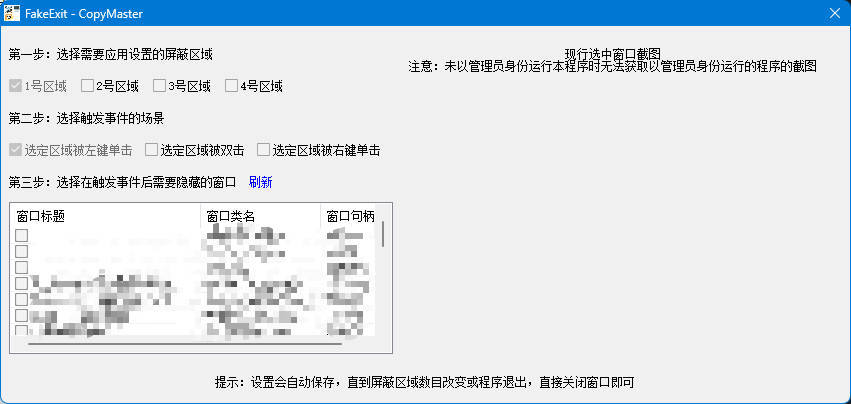 FakeExit - CopyMaster
第一步：选择需要应用设置的屏蔽区域
1号区域 2号区域 3号区域 4号区域
第二步：选择触发事件的场景
选定区域被左键单击 选定区域被双击 选定区域被右键单击
第三步：选择在触发事件后需要隐藏的窗口 刷新
窗口标题 窗口类名 窗口句柄
现行选中窗口截图
注意：未以管理员身份运行本程序时无法获取以管理员身份运行的程序的截图
提示：设置会自动保存，直到屏蔽区域数目改变或程序退出，直接关闭窗口即可